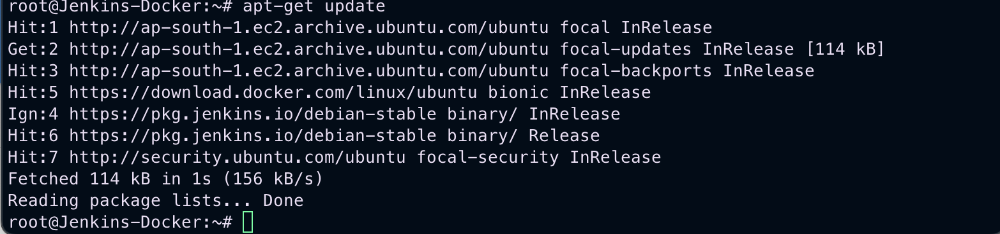 root@Jenkins-Docker:~# apt-get update
Hit:1 http://ap-south-1.ec2.archive.ubuntu.com/ubuntu focal InRelease
Get:2 http://ap-south-1.ec2.archive.ubuntu.com/ubuntu focal-updates InRelease [114 kB]
Hit:3 http://ap-south-1.ec2.archive.ubuntu.com/ubuntu focal-backports InRelease
Hit:5 https://download.docker.com/linux/ubuntu bionic InRelease
Ign:4 https://pkg.jenkins.io/debian-stable binary/ InRelease
Hit:6 https://pkg.jenkins.io/debian-stable binary/ Release
Hit:7 http://security.ubuntu.com/ubuntu focal-security InRelease
Fetched 114 kB in 1s (156 kB/s)
Reading package lists... Done
root@Jenkins-Docker:~#